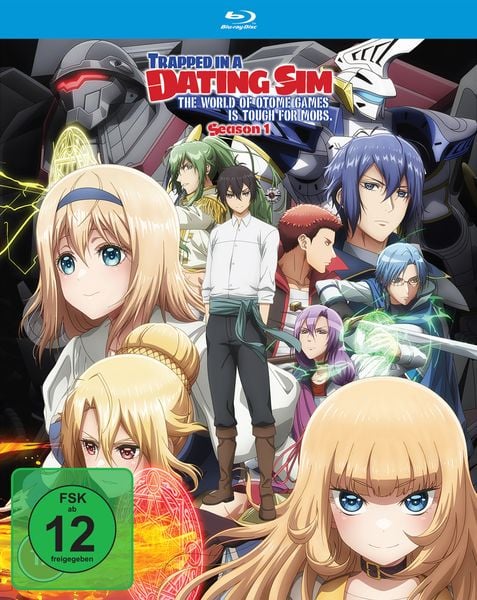 Blu-ray Disc
TRAPPED IN A
DATING SIM
THE WORLD OF OTOME GAMES
IS TOUGH FOR MOBS.
Season 1
FSK
ab
12
freigegeben